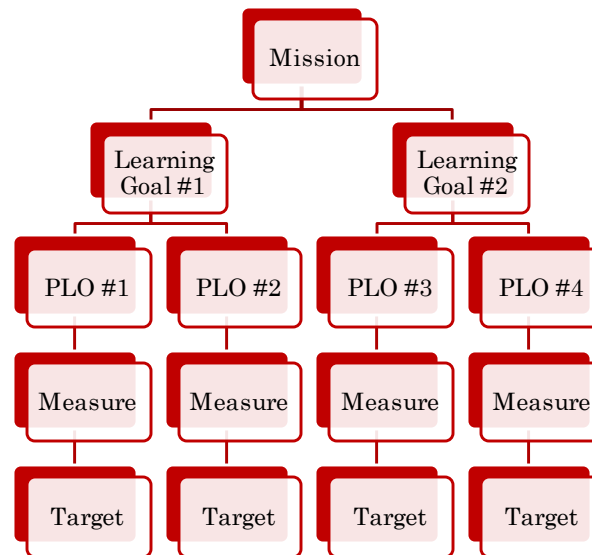 Mission
Learning
Goal #1
Learning
Goal #2
PLO #1
PLO #2
PLO #3
PLO #4
Measure
Measure
Measure
Measure
Target
Target
Target
Target